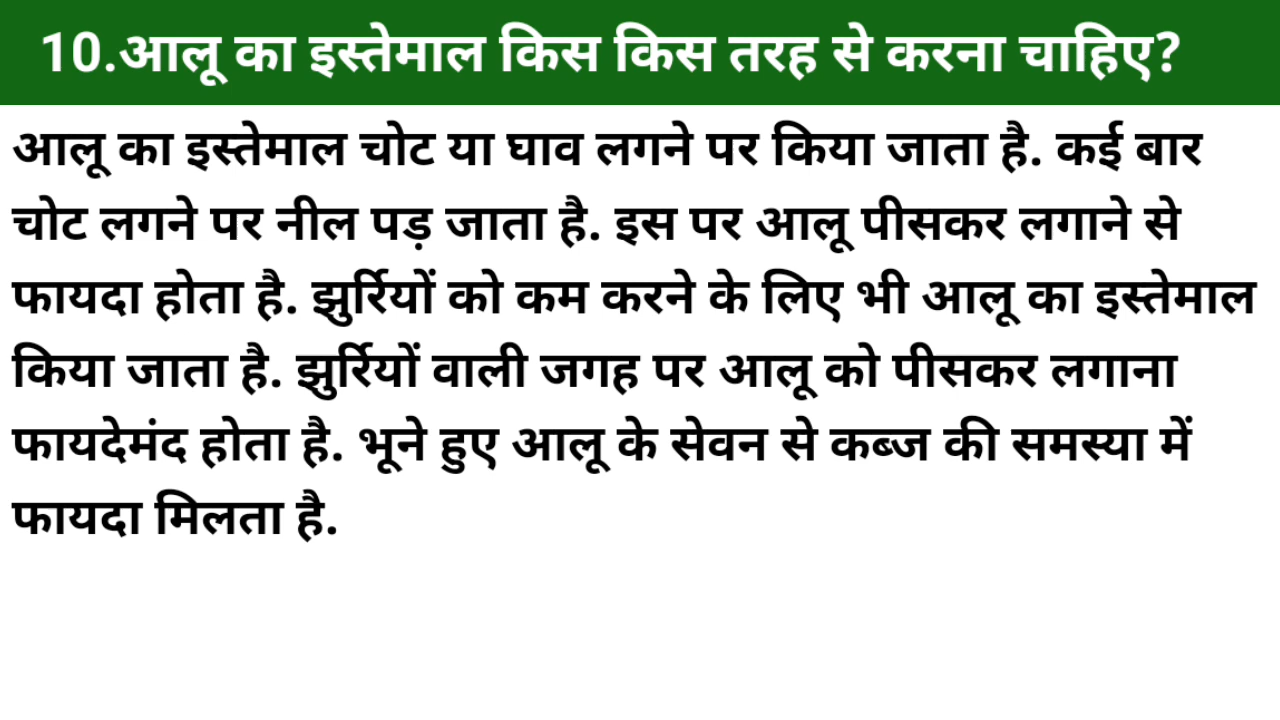 10.आलू का इस्तेमाल किस किस तरह से करना चाहिए?
आलू का इस्तेमाल चोट या घाव लगने पर किया जाता है. कई बार
चोट लगने पर नील पड़ जाता है. इस पर आलू पीसकर लगाने से
फायदा होता है. झुर्रियों को कम करने के लिए भी आलू का इस्तेमाल
किया जाता है. झुर्रियों वाली जगह पर आलू को पीसकर लगाना
फायदेमंद होता है. भूने हुए आलू के सेवन से कब्ज की समस्या में
फायदा मिलता है.